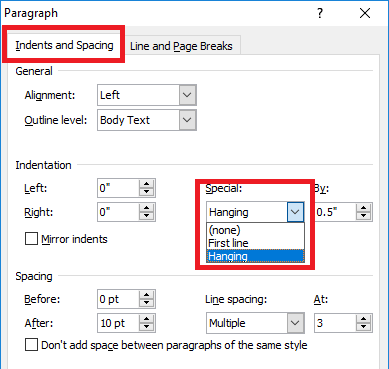 Paragraph ? ×
Indents and Spacing Line and Page Breaks
General
Alignment: Left
Outline level: Body Text
Indentation
Left: 0" Special: By:
Right: 0" Hanging 0.5"
Mirror indents (none)
First line
Hanging
Spacing
Before: 0 pt Line spacing: At:
After: 10 pt Multiple 3
Don't add space between paragraphs of the same style